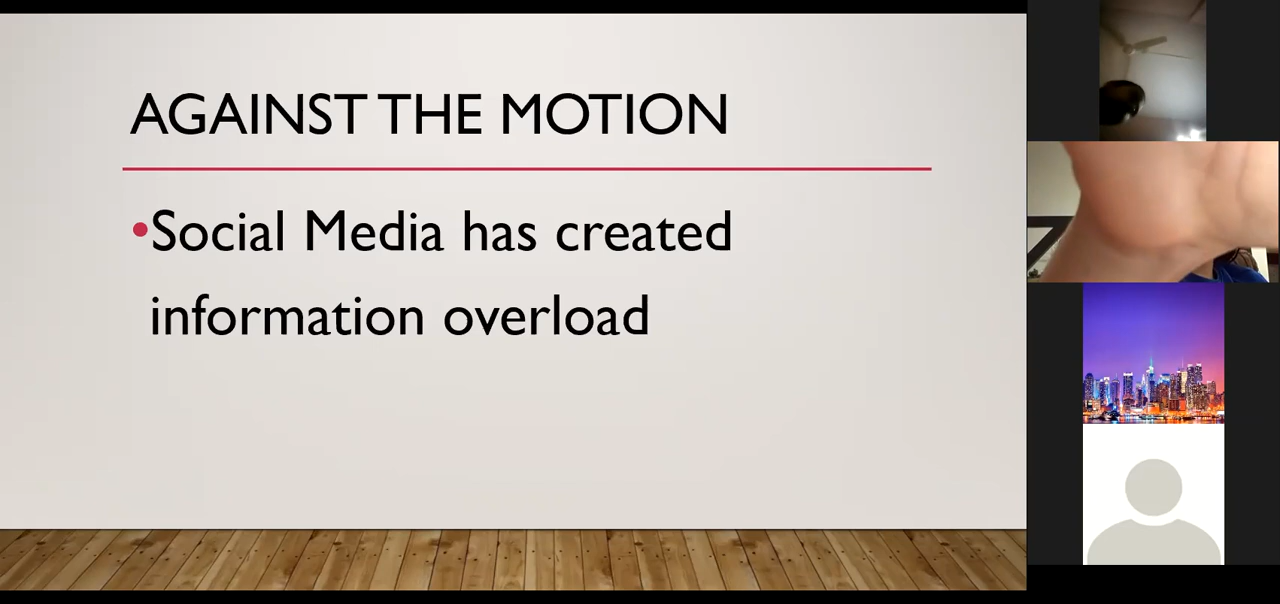 AGAINST THE MOTION
•Social Media has created
information overload